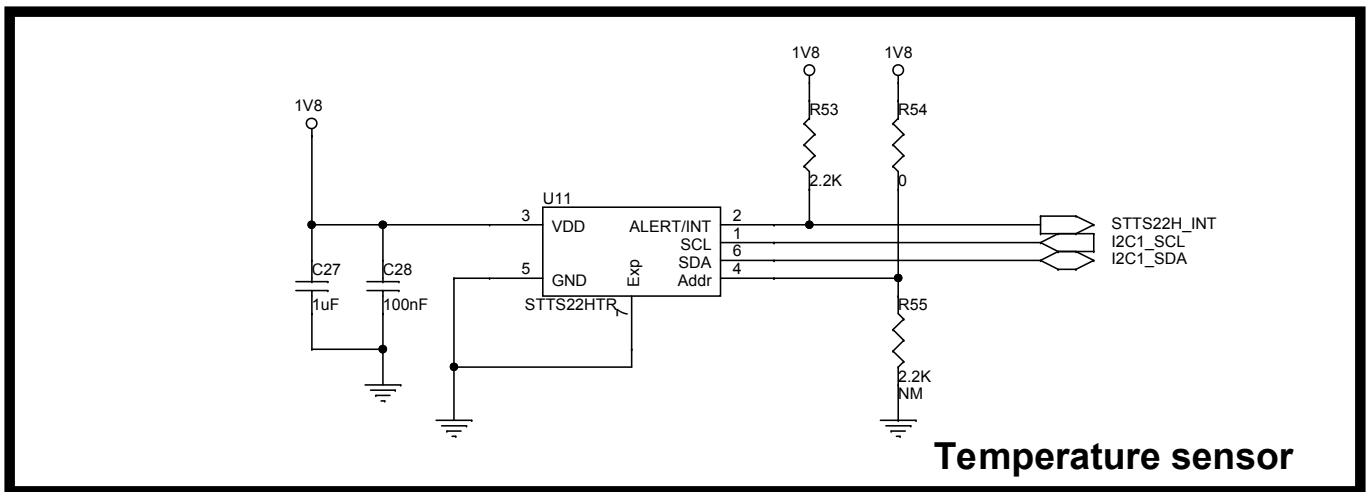 1V8
1V8
1V8
R53
R54
2.2K
0
U11
3
VDD
ALERT/INT
2
STTS22H_INT
SCL
1
I2C1_SCL
SDA
6
I2C1_SDA
5
GND
Exp
Addr
4
C27
C28
1uF
100nF
STTS22HTR
7
R55
2.2K
NM
Temperature sensor